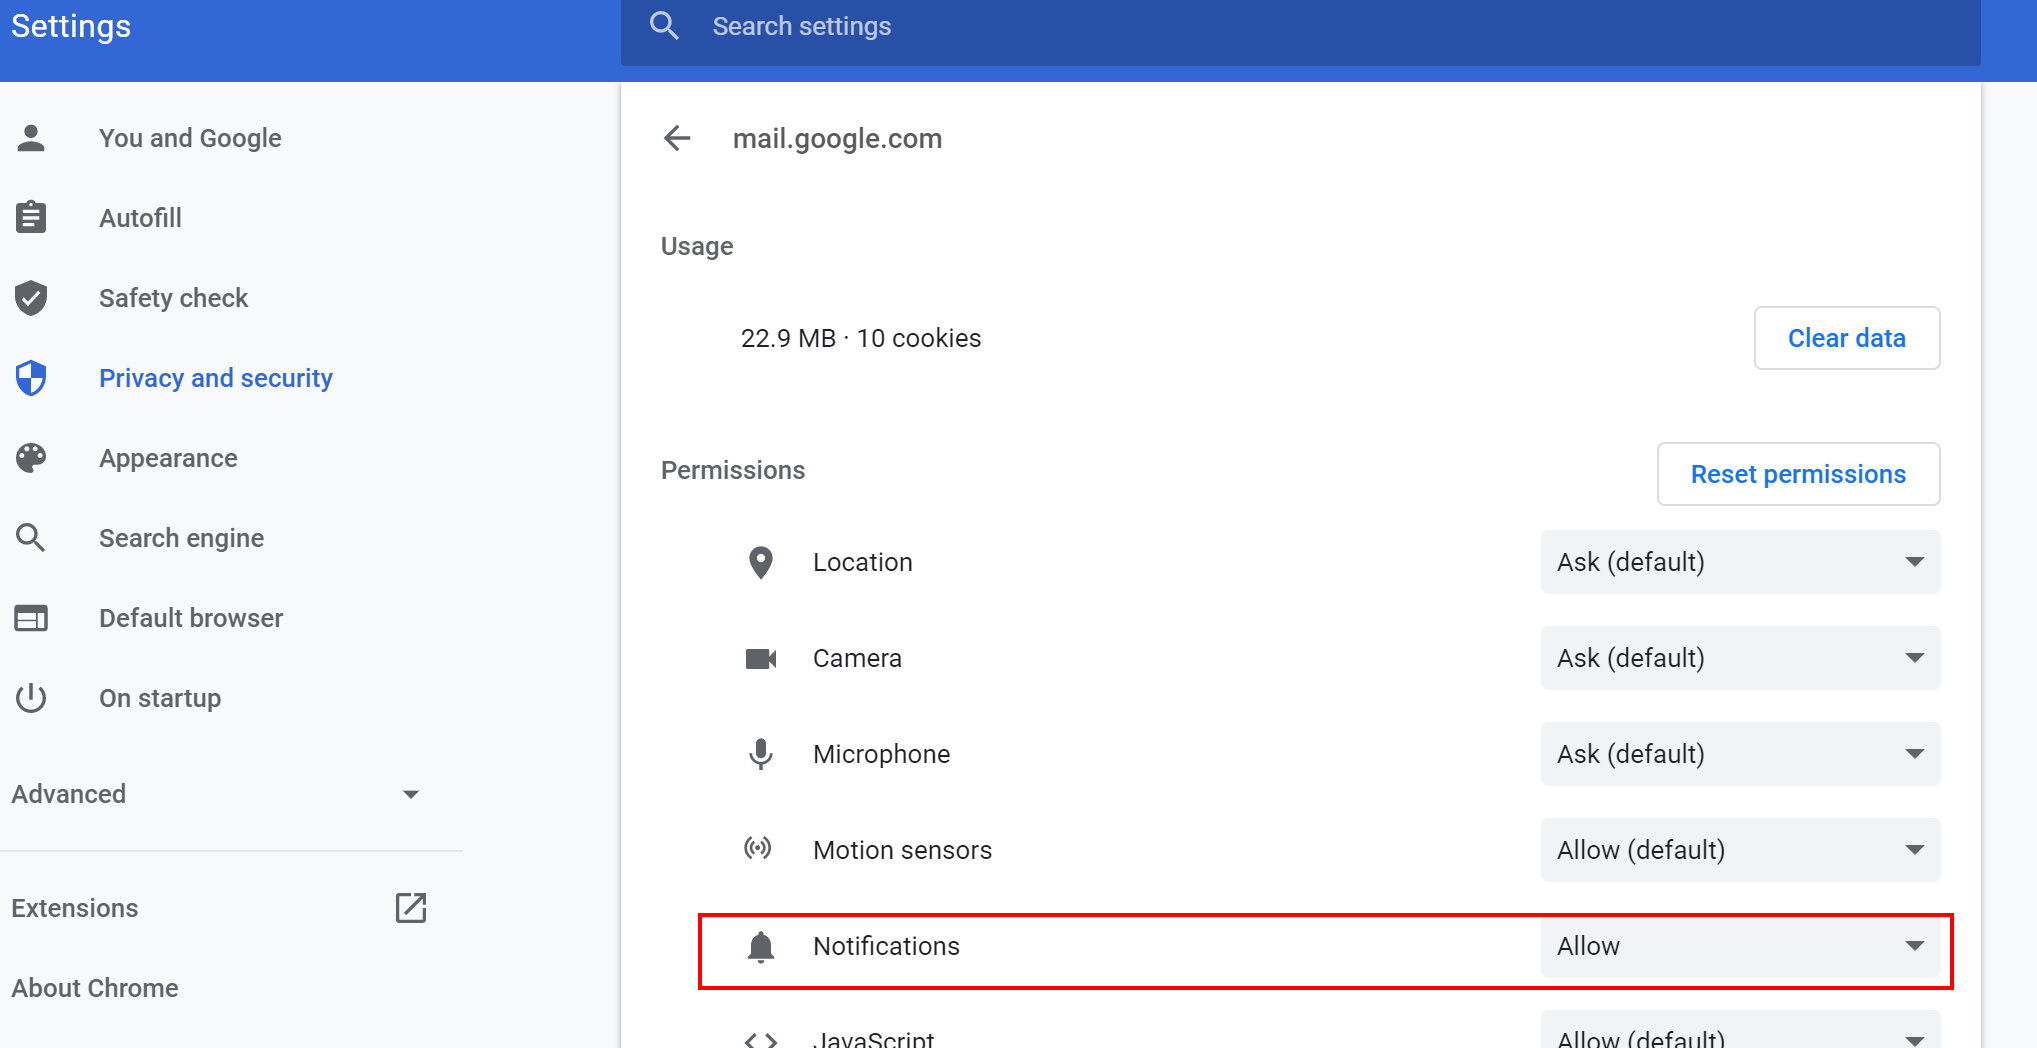 Settings
Search settings
You and Google
Autofill
Safety check
Privacy and security
Appearance
Search engine
Default browser
On startup
Advanced
Extensions
About Chrome
mail.google.com
Usage
22.9 MB · 10 cookies
Clear data
Permissions
Reset permissions
Location
Ask (default)
Camera
Ask (default)
Microphone
Ask (default)
Motion sensors
Allow (default)
Notifications
Allow
JavaScript
Allow (default)